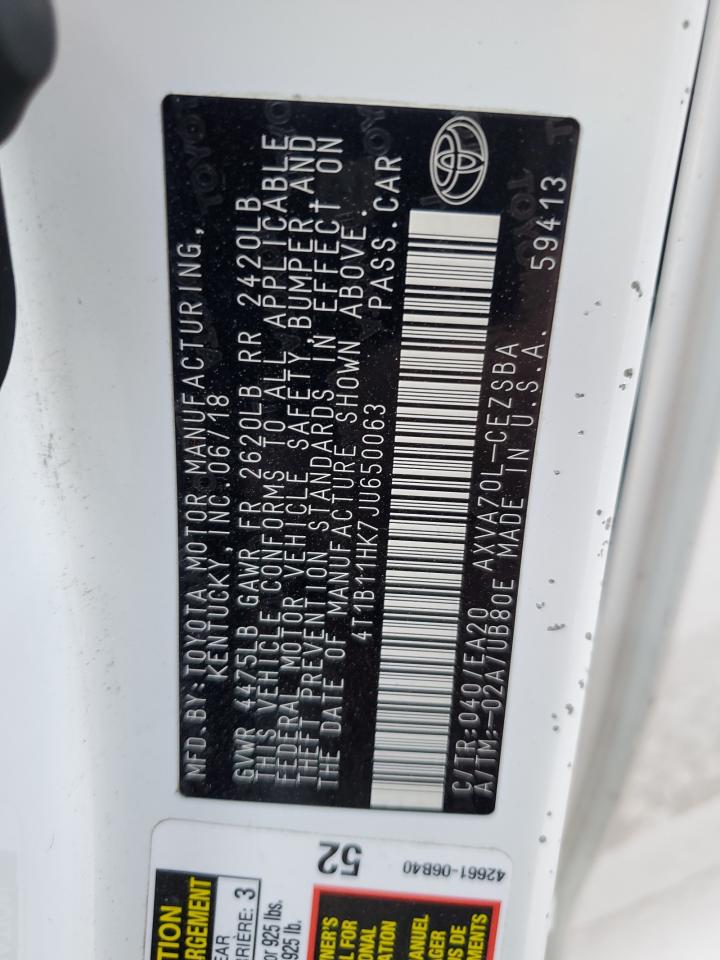 MFD. BY: TOYOTA MOTOR MANUFACTURING,
KENTUCKY, INC. 06/18
GVWR 4475LB GAWR FR 2620LB RR 2420LB
THIS VEHICLE CONFORMS TO ALL APPLICABLE
FEDERAL MOTOR VEHICLE SAFETY, BUMPER, AND
THEFT PREVENTION STANDARDS IN EFFECT ON
THE DATE OF MANUFACTURE SHOWN ABOVE.
4T1B11HK7JU650063 PASS. CAR
C/TR: 040/EA20 AXVA70L-CEZSBA
A/TM: -02A/UB80E MADE IN U.S.A. 59413
52
42661-06B40
3
or 925 lbs.
925 lb.
MANUEL